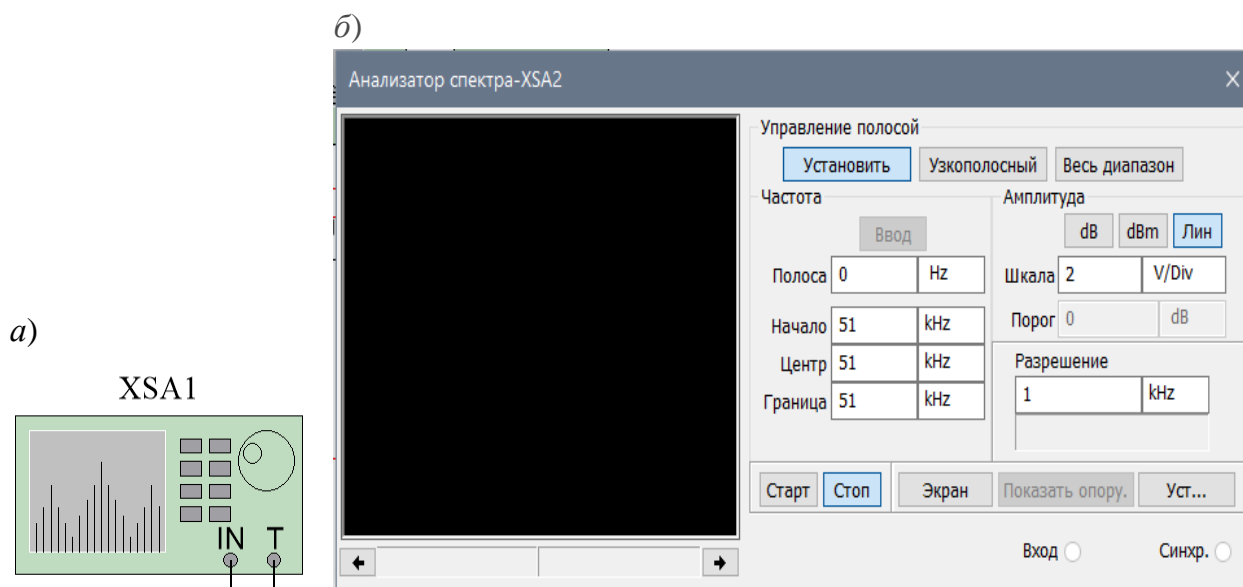 б)
Анализатор спектра-XSA2 X
Управление полосой
Установить Узкополосный Весь диапазон
Частота Амплитуда
Ввод dB dBm Лин
Полоса 0 Hz Шкала 2 V/Div
Начало 51 kHz Порог 0 dB
Центр 51 kHz Разрешение
Граница 51 kHz 1 kHz
Старт Стоп Экран Показать опору. Уст...
Вход Синхр.
а)
XSA1
IN T